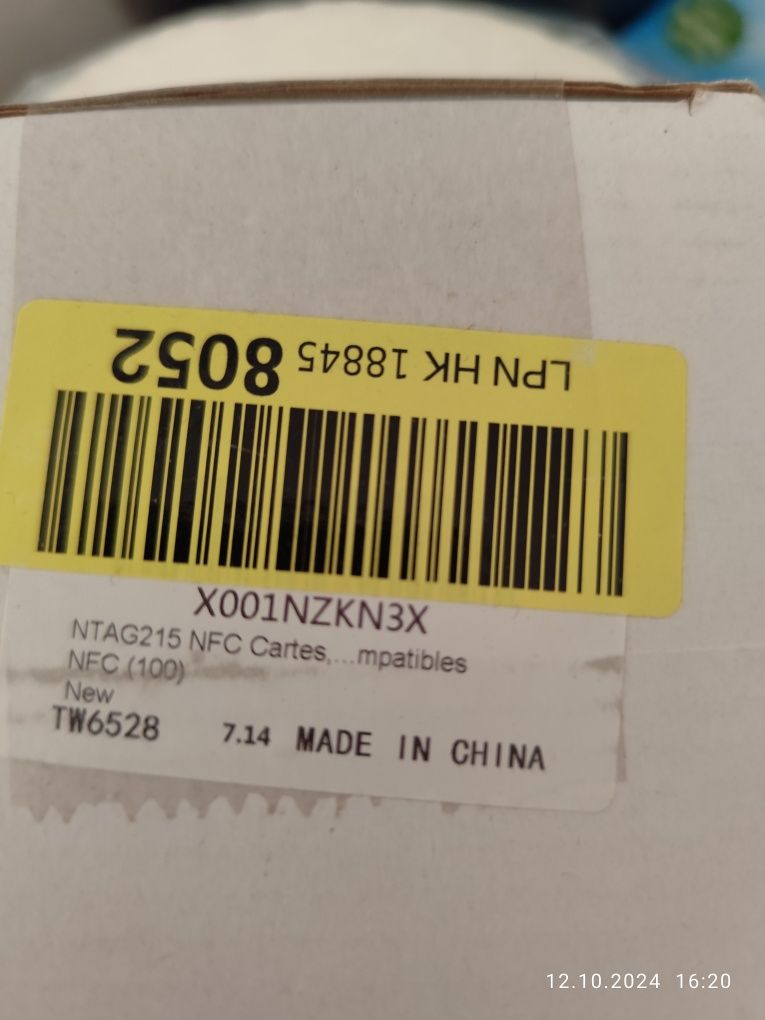 LPN HK 18845 8052
X001NZKN3X
NTAG215 NFC Cartes,...mpatibles
NFC (100)
New
TW6528 7.14 MADE IN CHINA
12.10.2024 16:20